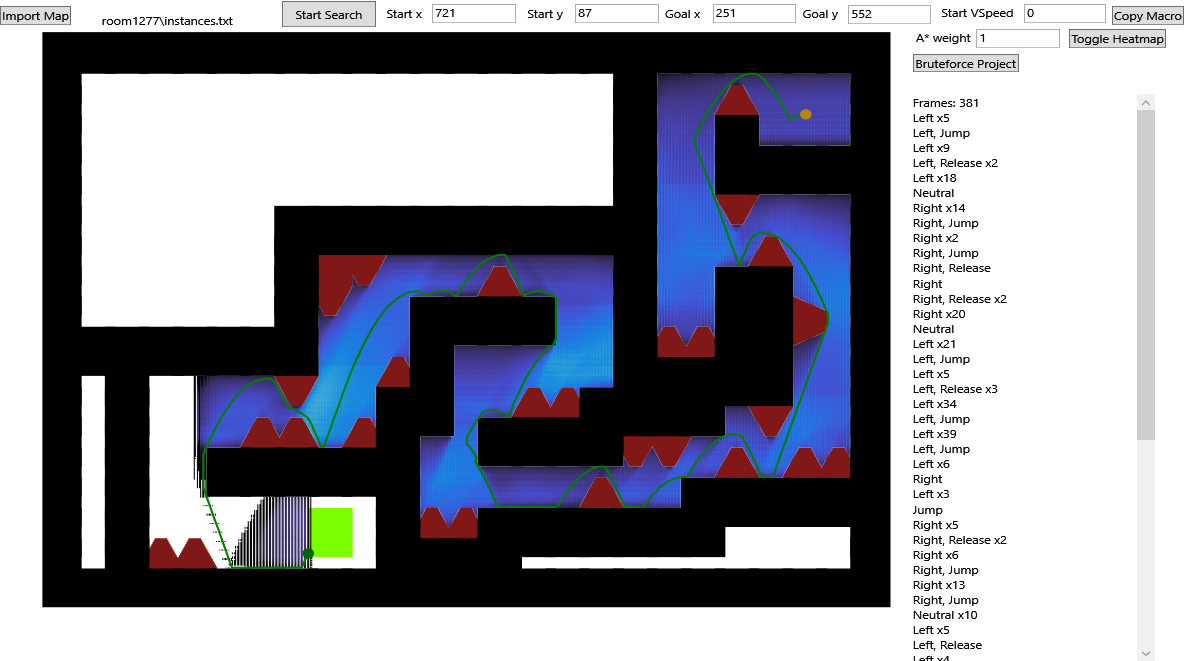 Import Map
room1277\instances.txt
Start Search
Start x 721
Start y 87
Goal x 251
Goal y 552
Start VSpeed 0
Copy Macro
A* weight 1
Toggle Heatmap
Bruteforce Project
Frames: 381
Left x5
Left, Jump
Left x9
Left, Release x2
Left x18
Neutral
Right x14
Right, Jump
Right x2
Right, Jump
Right, Release
Right
Right, Release x2
Right x20
Neutral
Left x21
Left, Jump
Left x5
Left, Release x3
Left x34
Left, Jump
Left x39
Left, Jump
Left x6
Right
Left x3
Jump
Right x5
Right, Release x2
Right x6
Right, Jump
Right x13
Right, Jump
Neutral x10
Left x5
Left, Release
Left x4